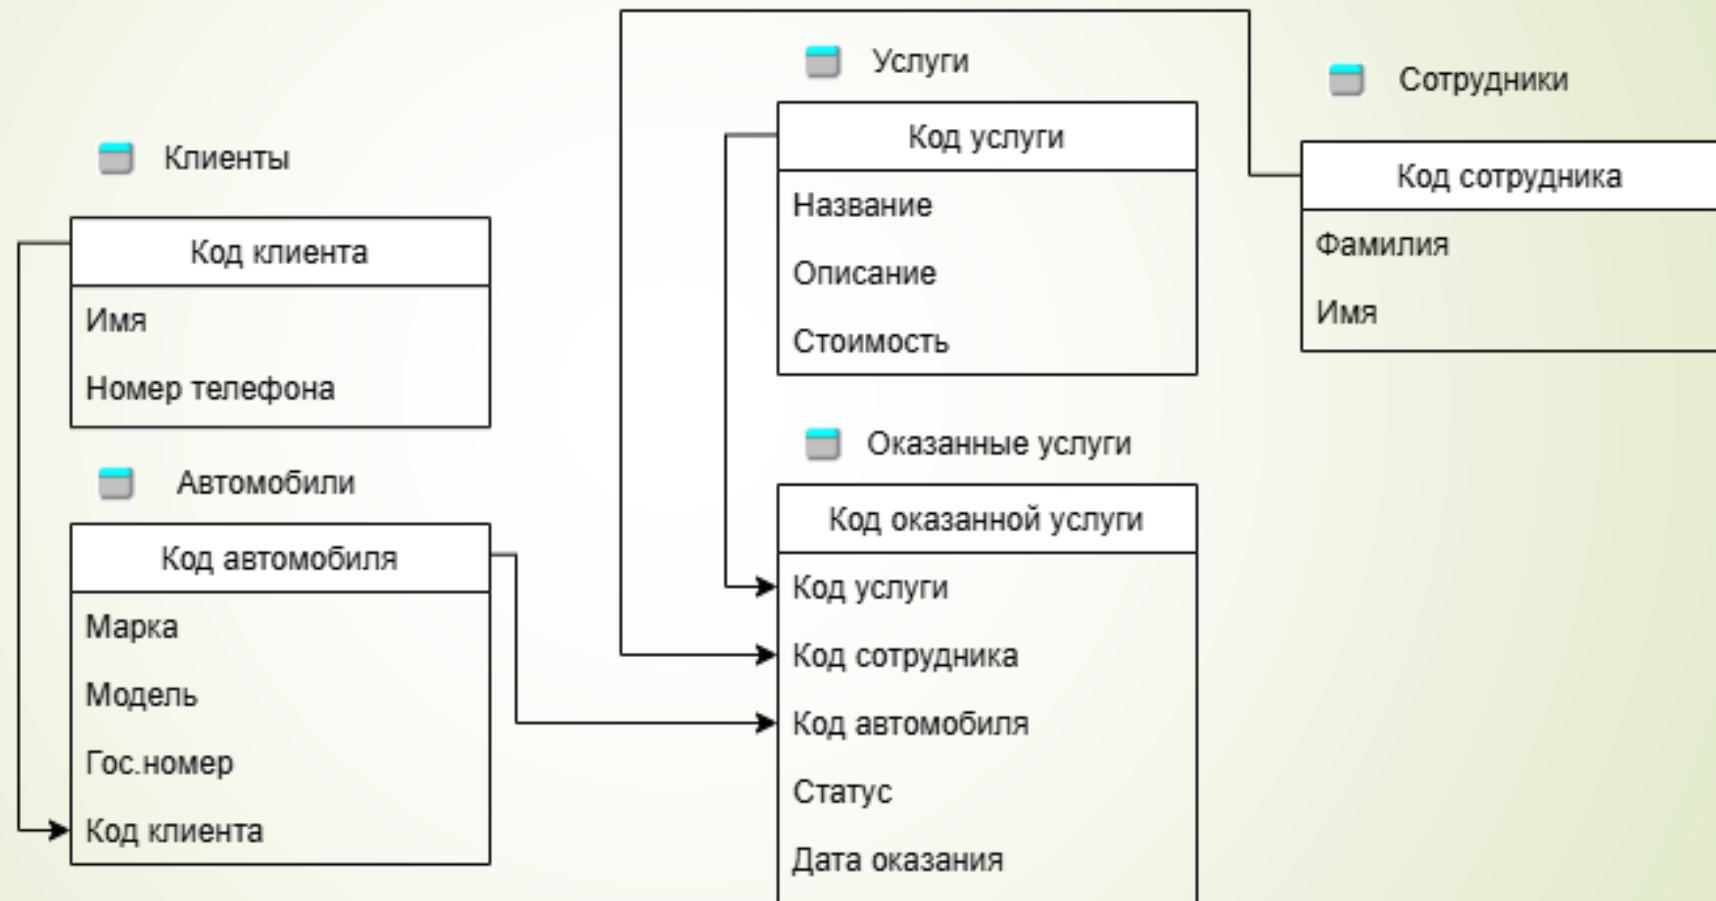 Клиенты
Код клиента
Имя
Номер телефона
Автомобили
Код автомобиля
Марка
Модель
Гос.номер
Код клиента
Услуги
Код услуги
Название
Описание
Стоимость
Оказанные услуги
Код оказанной услуги
Код услуги
Код сотрудника
Код автомобиля
Статус
Дата оказания
Сотрудники
Код сотрудника
Фамилия
Имя